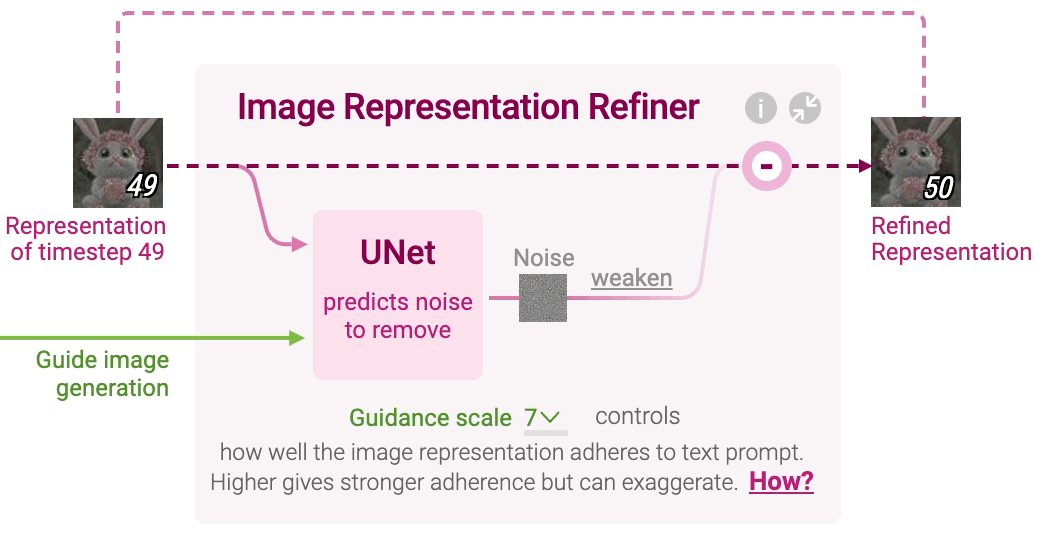 Image Representation Refiner
i
49
50
Representation
of timestep 49
Refined
Representation
UNet
predicts noise
to remove
Noise
weaken
-
Guide image
generation
Guidance scale 7 controls
how well the image representation adheres to text prompt.
Higher gives stronger adherence but can exaggerate. How?